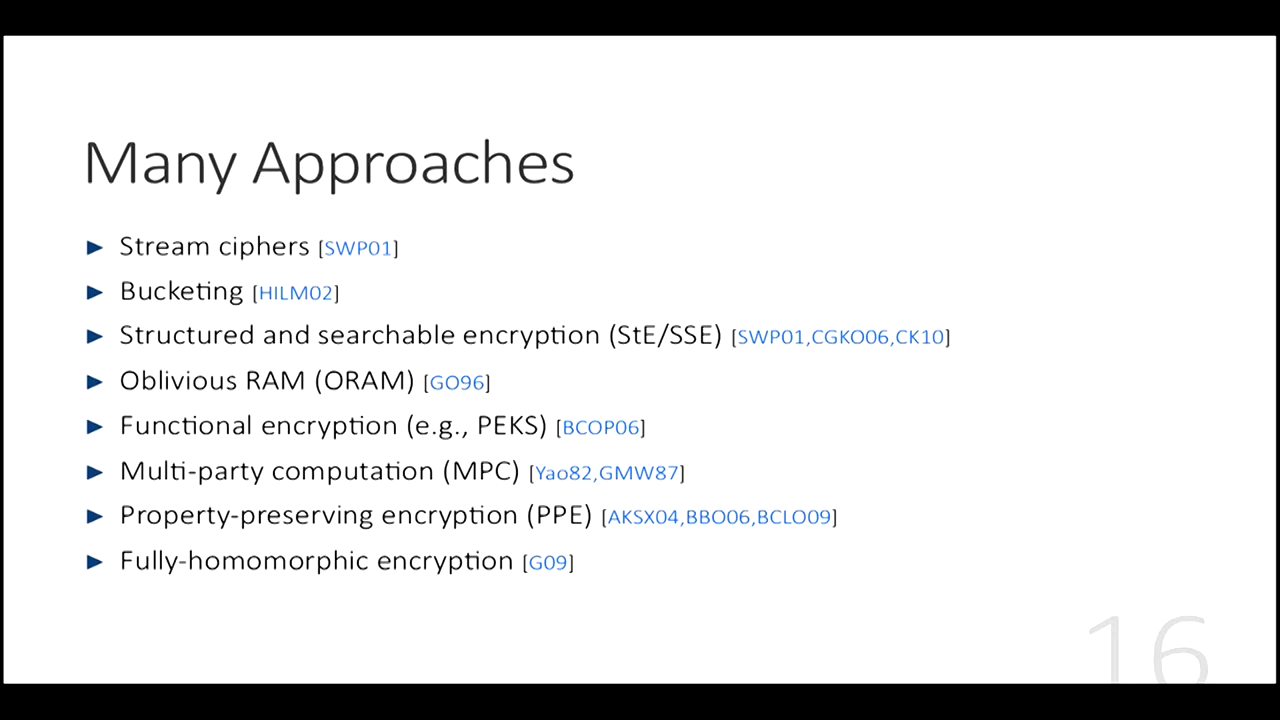 Many Approaches
► Stream ciphers [SWP01]
► Bucketing [HILM02]
► Structured and searchable encryption (StE/SSE) [SWP01,CGKO06,CK10]
► Oblivious RAM (ORAM) [GO96]
► Functional encryption (e.g., PEKS) [BCOP06]
► Multi-party computation (MPC) [Yao82,GMW87]
► Property-preserving encryption (PPE) [AKSX04,BBO06,BCLO09]
► Fully-homomorphic encryption [G09]
16